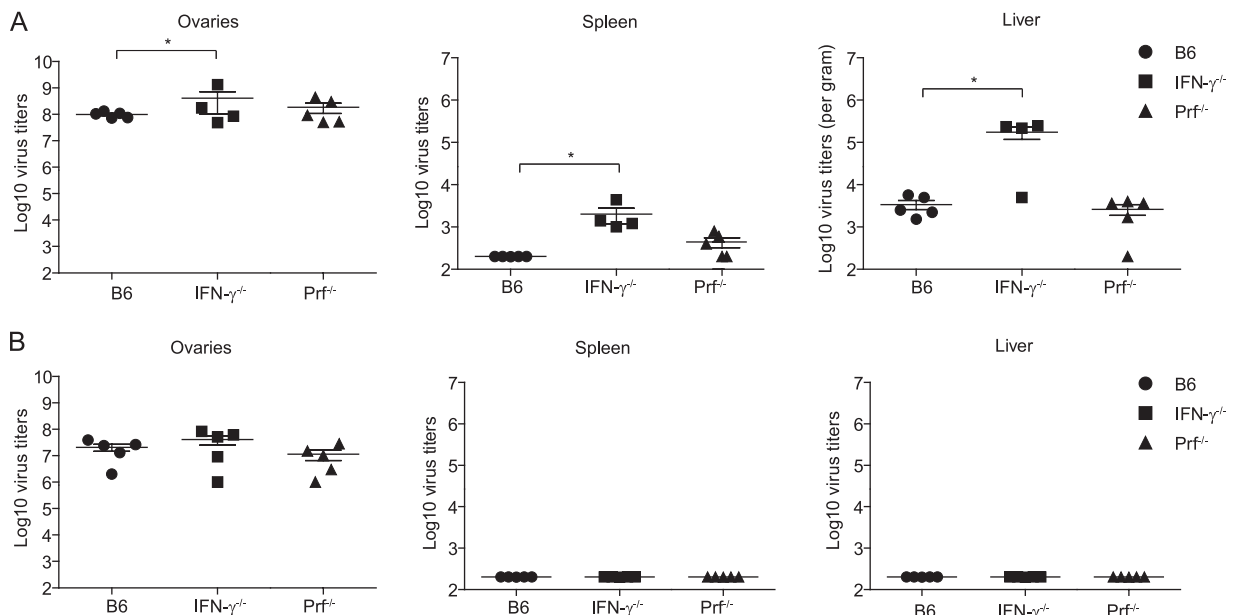 A
Ovaries
Spleen
Liver
*
*
*
B6
IFN-γ-/-
Prf-/-
Log10 virus titers
10
9
8
7
6
5
4
3
2
B6
IFN-γ-/-
Prf-/-
Log10 virus titers
7
6
5
4
3
2
B6
IFN-γ-/-
Prf-/-
Log10 virus titers (per gram)
7
6
5
4
3
2
B6
IFN-γ-/-
Prf-/-
B
Ovaries
Spleen
Liver
B6
IFN-γ-/-
Prf-/-
Log10 virus titers
10
9
8
7
6
5
4
3
2
B6
IFN-γ-/-
Prf-/-
Log10 virus titers
7
6
5
4
3
2
B6
IFN-γ-/-
Prf-/-
Log10 virus titers
7
6
5
4
3
2
B6
IFN-γ-/-
Prf-/-